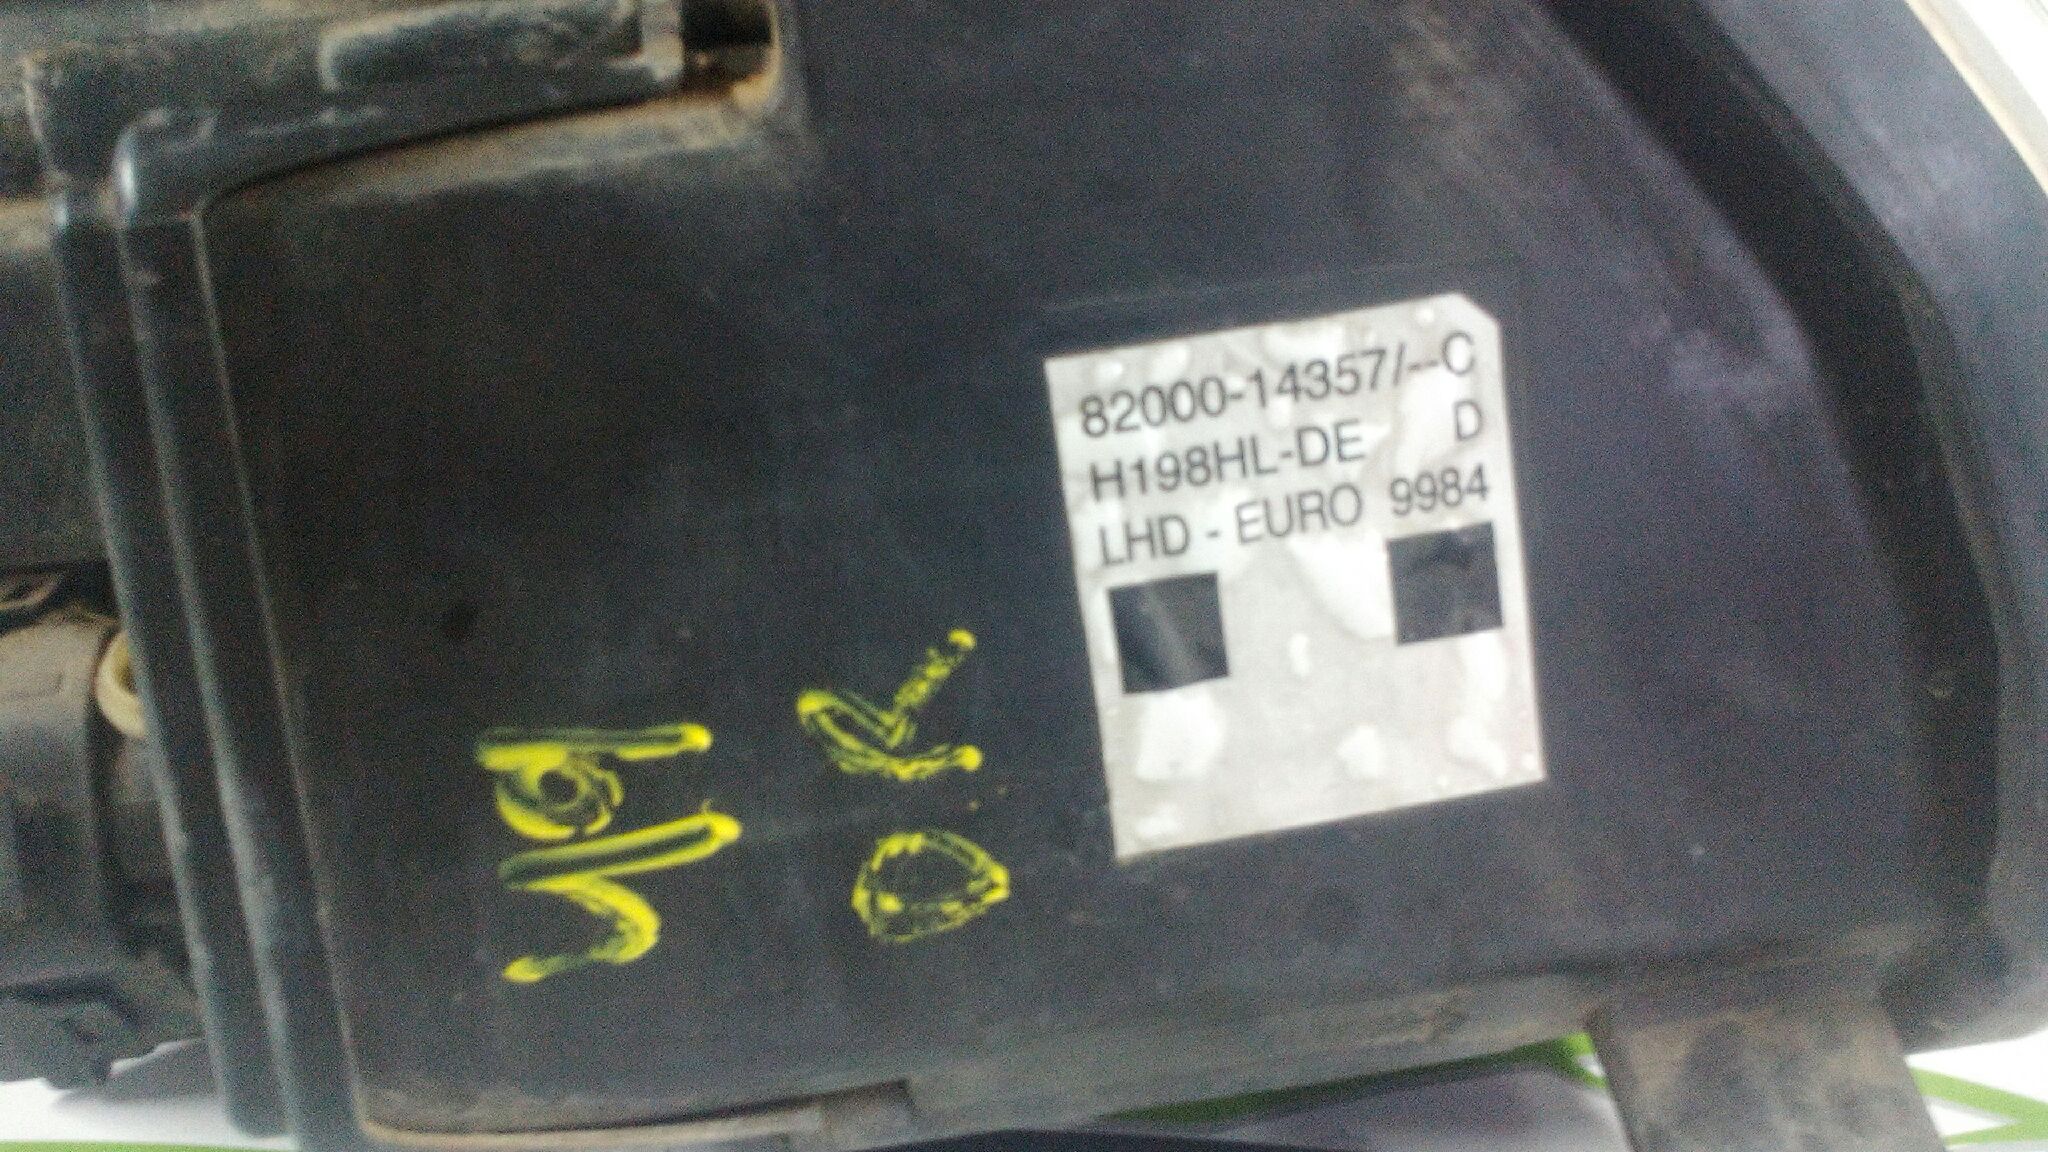 82000-14357/--C
H198HL-DE D
LHD - EURO 9984